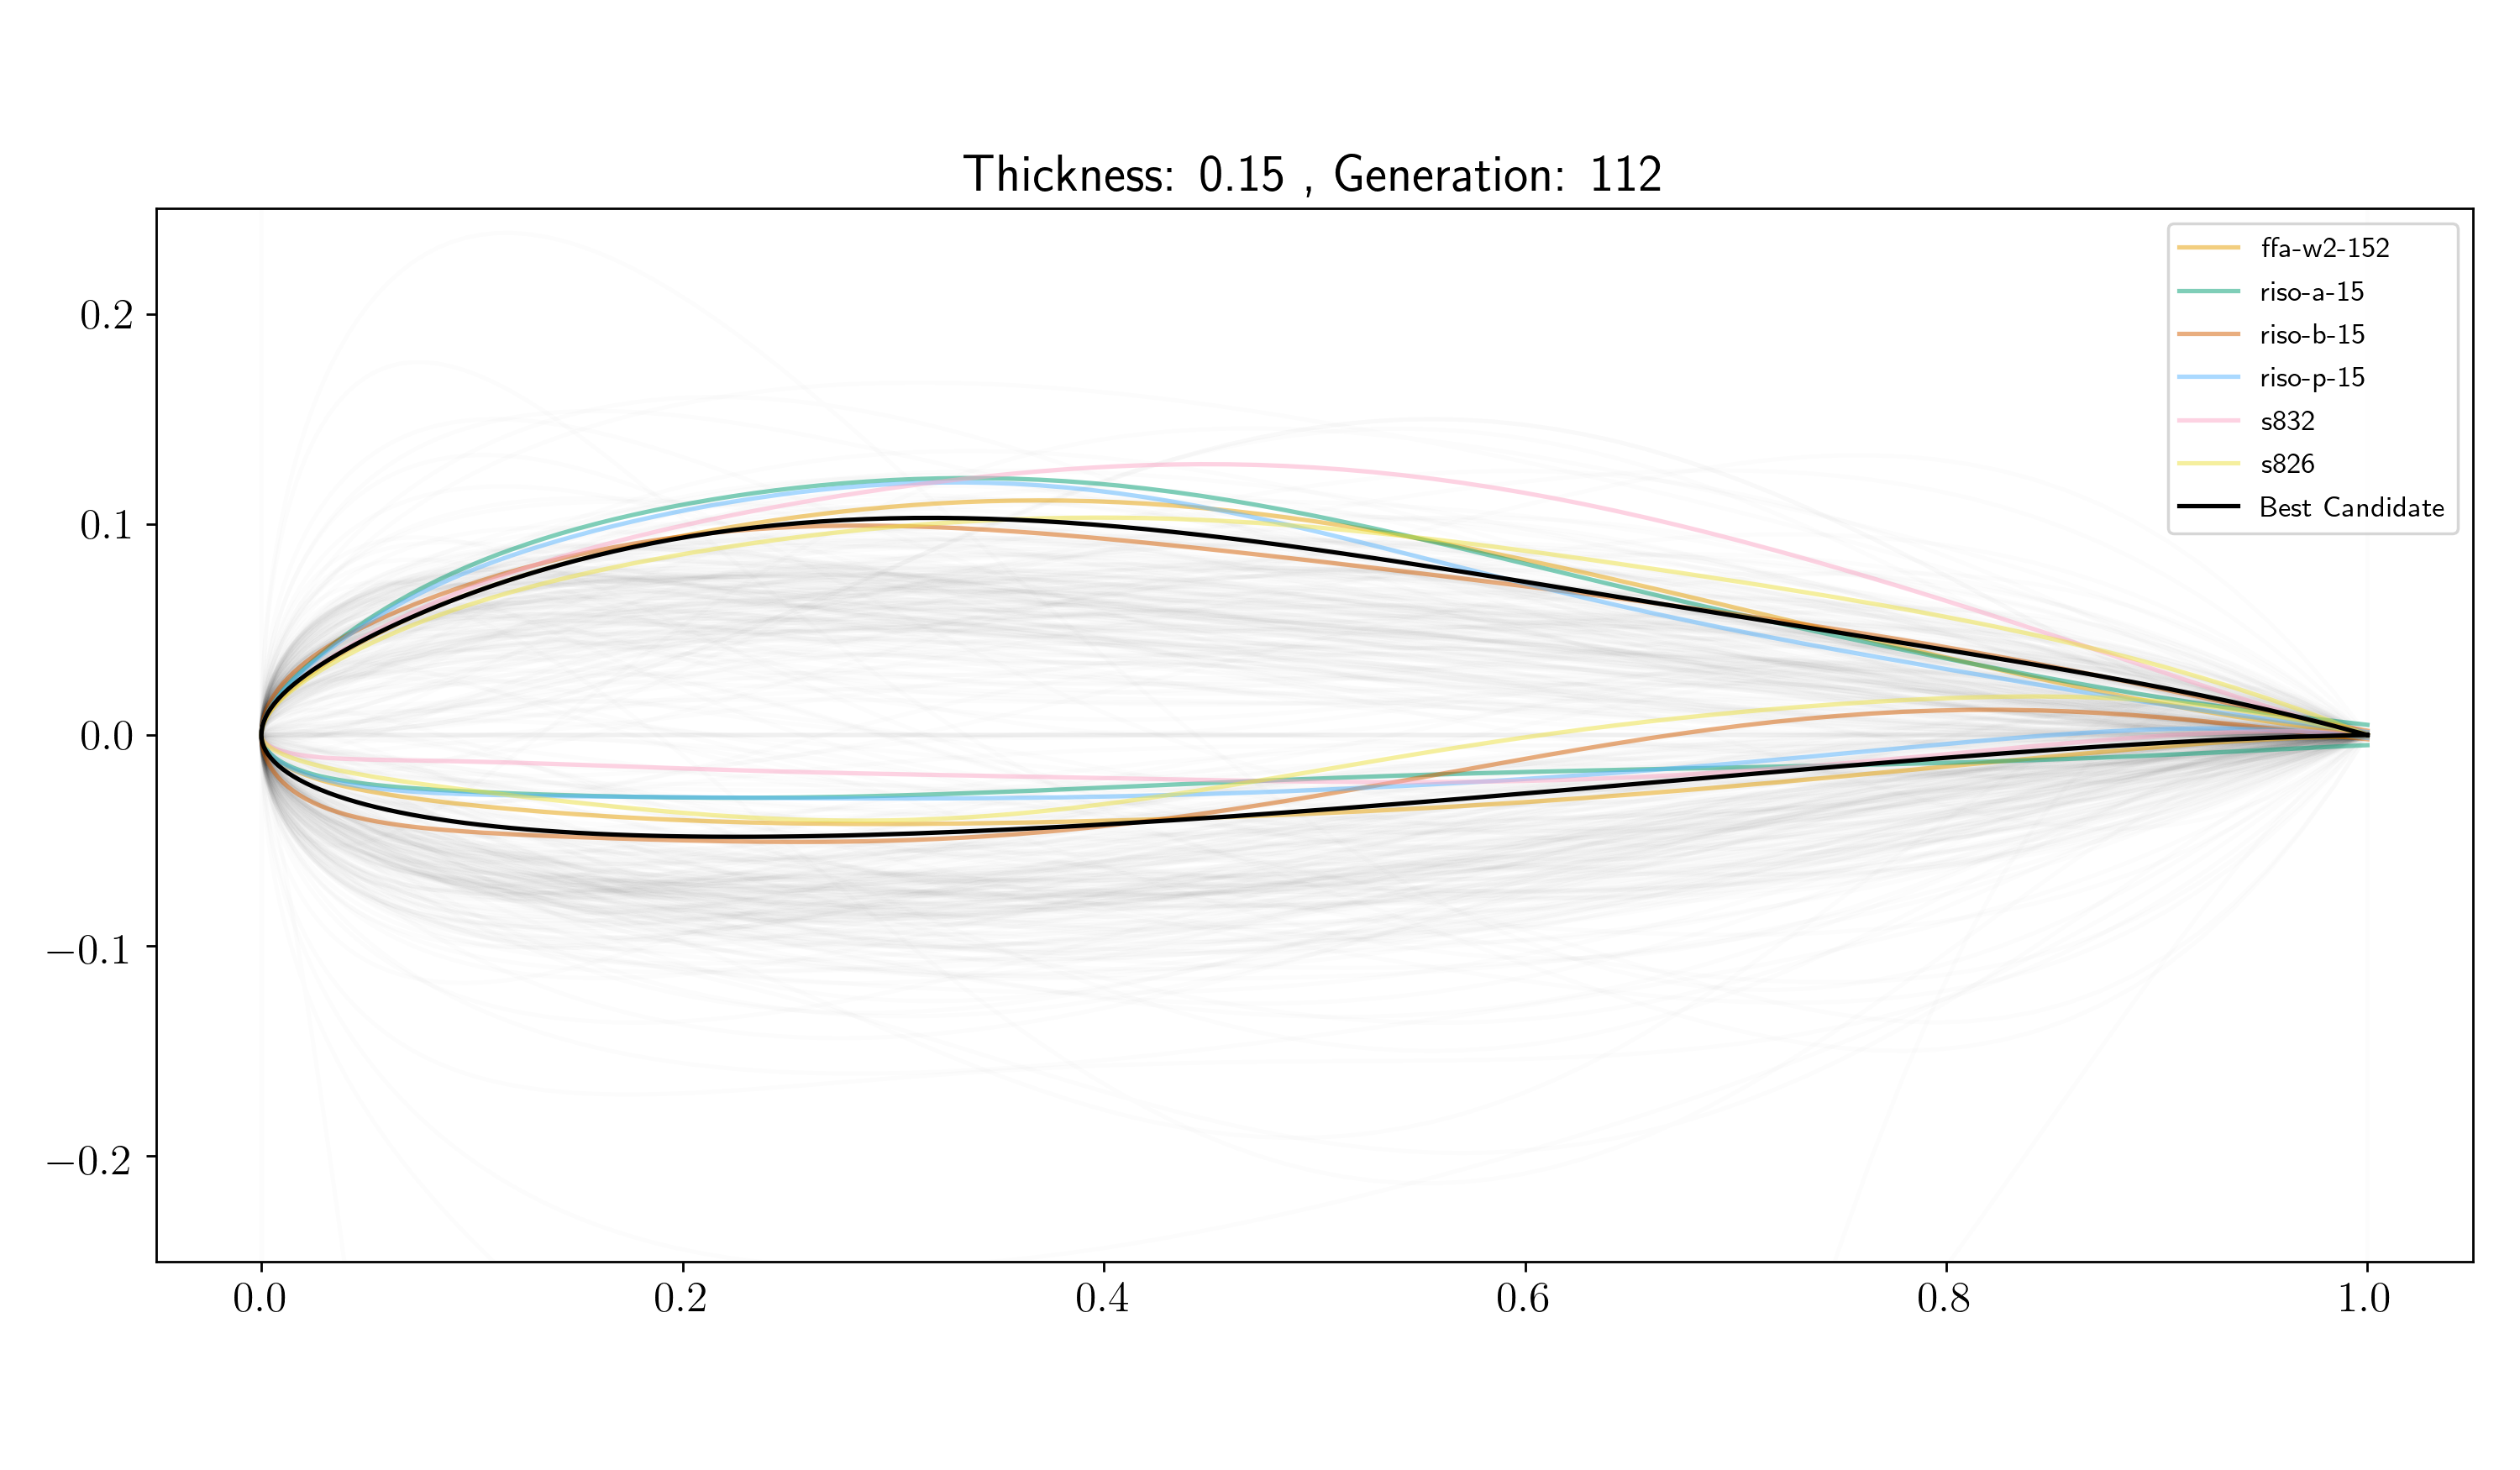 Thickness: 0.15 , Generation: 112
ffa-w2-152
riso-a-15
riso-b-15
riso-p-15
s832
s826
Best Candidate
0.2
0.1
0.0
−0.1
−0.2
0.0 0.2 0.4 0.6 0.8 1.0